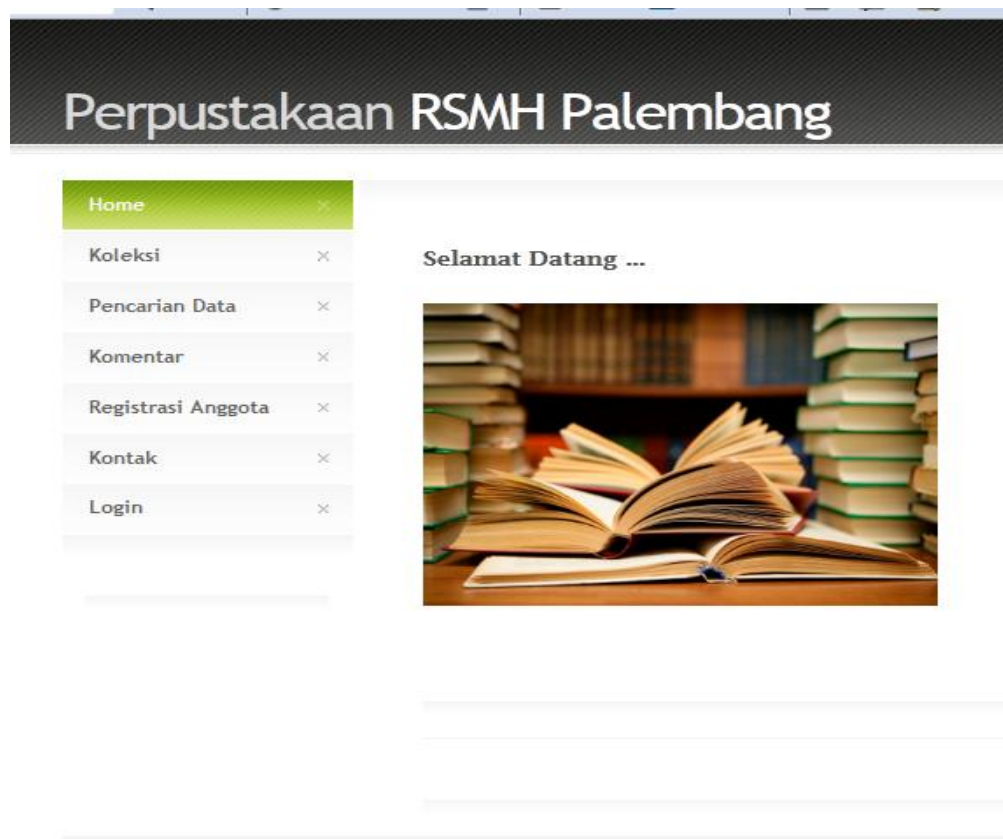 Perpustakaan RSMH Palembang
Home
Koleksi
Pencarian Data
Komentar
Registrasi Anggota
Kontak
Login
Selamat Datang ...